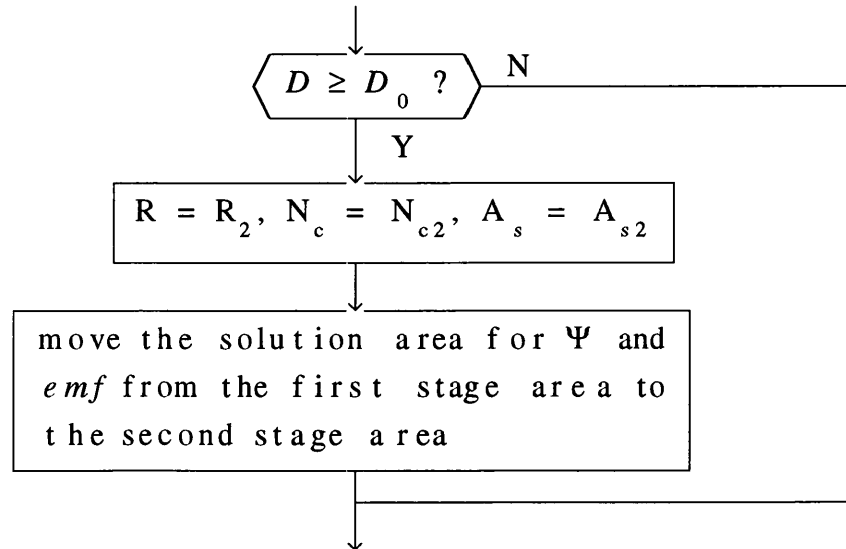 D ≥ D₀ ?
N
Y
R = R₂, N_c = N_c2, A_s = A_s2
move the solution area for Ψ and
emf from the first stage area to
the second stage area